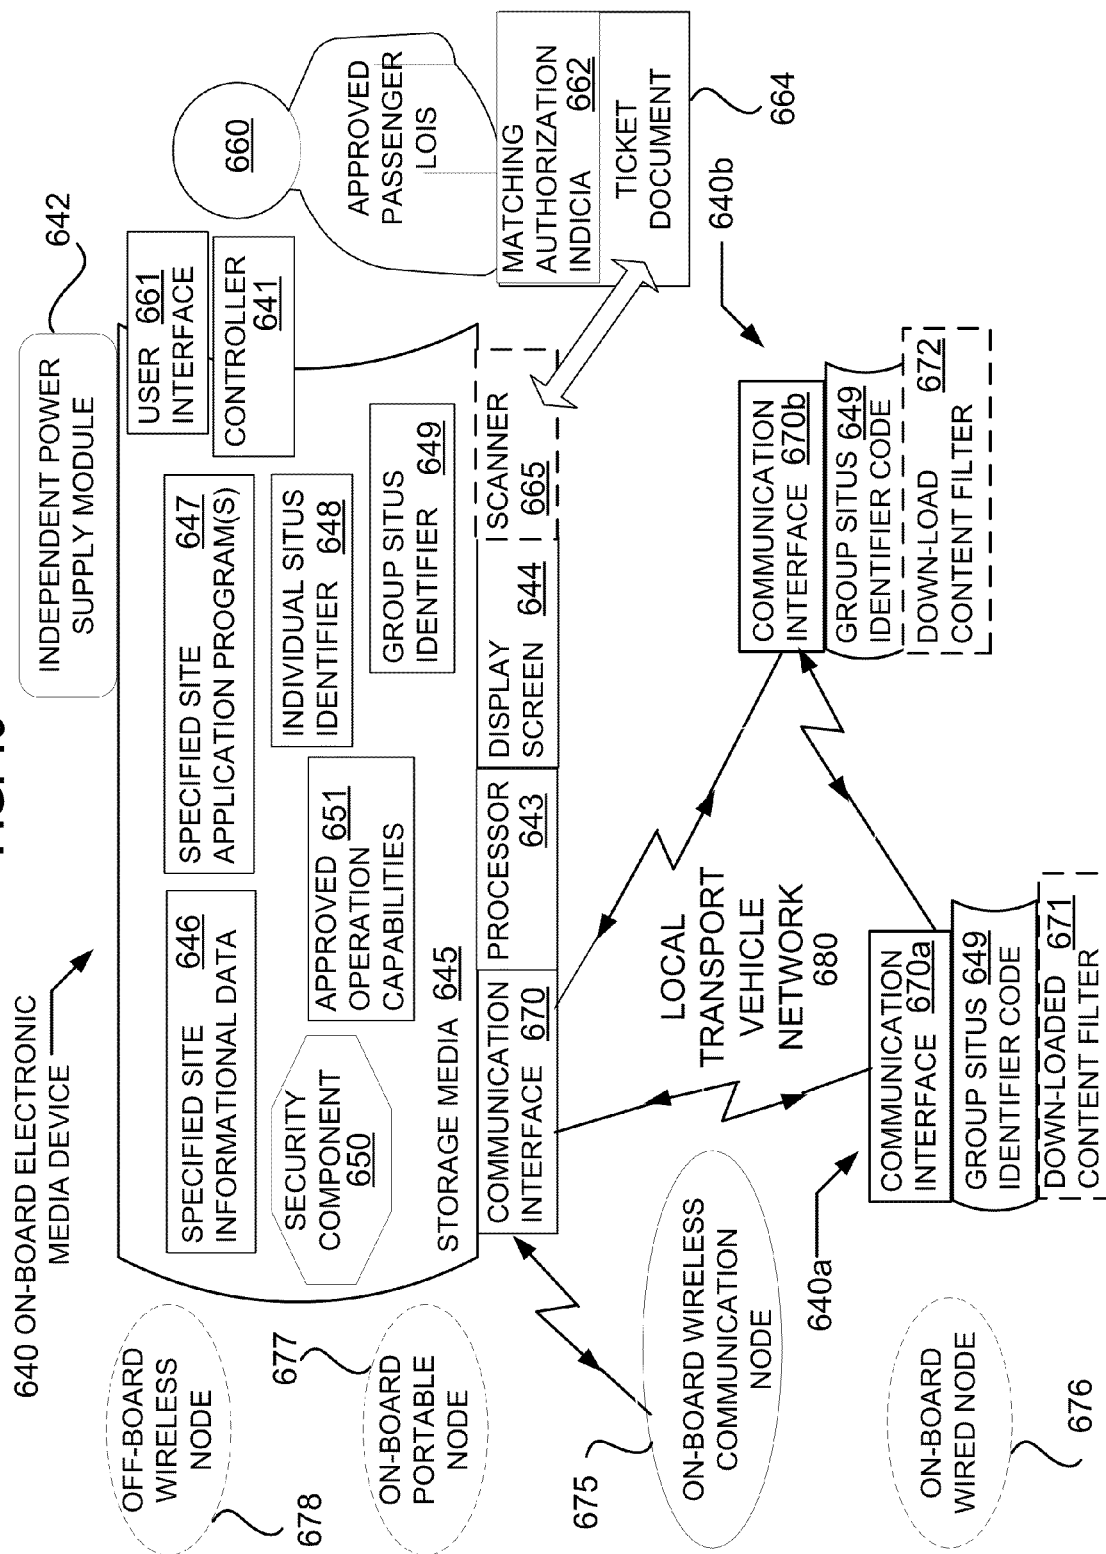 640 ON-BOARD ELECTRONIC
MEDIA DEVICE
INDEPENDENT POWER
SUPPLY MODULE
642
OFF-BOARD
WIRELESS
NODE
678
SPECIFIED SITE
INFORMATIONAL DATA
646
SPECIFIED SITE
APPLICATION PROGRAM(S)
647
USER 661
INTERFACE
CONTROLLER
641
660
677
ON-BOARD
PORTABLE
NODE
SECURITY
COMPONENT
650
APPROVED 651
OPERATION
CAPABILITIES
INDIVIDUAL SITUS
IDENTIFIER 648
GROUP SITUS
IDENTIFIER 649
APPROVED
PASSENGER
LOIS
STORAGE MEDIA 645
COMMUNICATION
INTERFACE 670
PROCESSOR
643
DISPLAY
SCREEN 644
SCANNER
665
MATCHING
AUTHORIZATION
INDICIA 662
TICKET
DOCUMENT
664
675
ON-BOARD WIRELESS
COMMUNICATION
NODE
LOCAL
TRANSPORT
VEHICLE
NETWORK
680
640b
COMMUNICATION
INTERFACE 670b
GROUP SITUS 649
IDENTIFIER CODE
DOWN-LOAD 672
CONTENT FILTER
640a
COMMUNICATION
INTERFACE 670a
GROUP SITUS 649
IDENTIFIER CODE
DOWN-LOADED 671
CONTENT FILTER
ON-BOARD
WIRED NODE
676